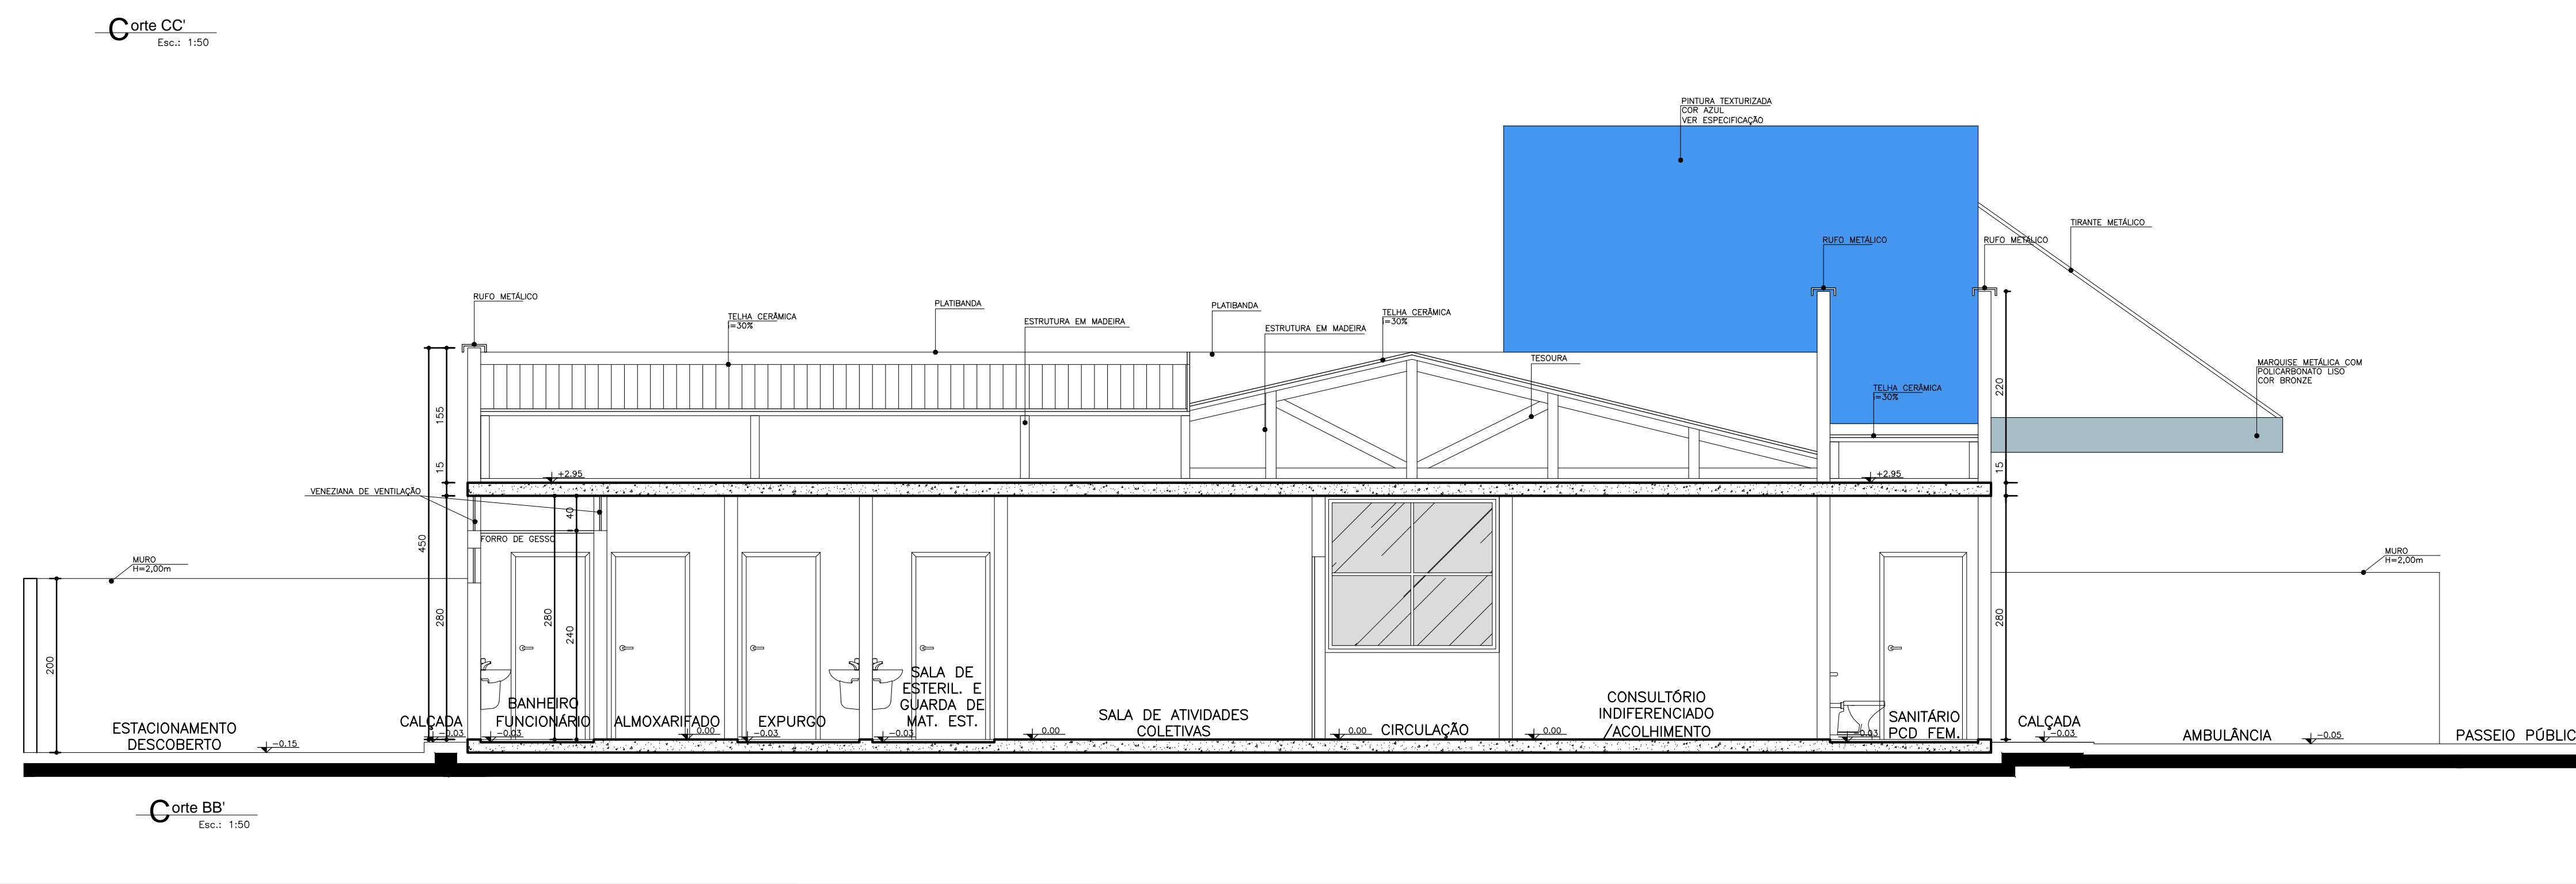 Corte CC'
Esc.: 1:50
PINTURA TEXTURIZADA
COR AZUL
VER ESPECIFICAÇÃO
TIRANTE METÁLICO
RUFO METÁLICO
RUFO METÁLICO
RUFO METÁLICO
PLATIBANDA
PLATIBANDA
TELHA CERÂMICA
i=30%
ESTRUTURA EM MADEIRA
ESTRUTURA EM MADEIRA
TELHA CERÂMICA
i=30%
TESOURA
MARQUISE METÁLICA COM
POLICARBONATO LISO
COR BRONZE
TELHA CERÂMICA
i=30%
220
155
15
15
+2.95
+2.95
VENEZIANA DE VENTILAÇÃO
40
450
FORRO DE GESSO
MURO
H=2,00m
MURO
H=2,00m
280
280
240
280
200
ESTACIONAMENTO
DESCOBERTO
-0.15
CALÇADA
-0.03
BANHEIRO
FUNCIONÁRIO
-0.03
ALMOXARIFADO
0.00
EXPURGO
-0.03
SALA DE
ESTERIL. E
GUARDA DE
MAT. EST.
-0.03
SALA DE ATIVIDADES
COLETIVAS
0.00
CIRCULAÇÃO
0.00
CONSULTÓRIO
INDIFERENCIADO
/ACOLHIMENTO
0.00
SANITÁRIO
PCD FEM.
-0.03
CALÇADA
-0.03
AMBULÂNCIA
-0.05
PASSEIO PÚBLIC
Corte BB'
Esc.: 1:50